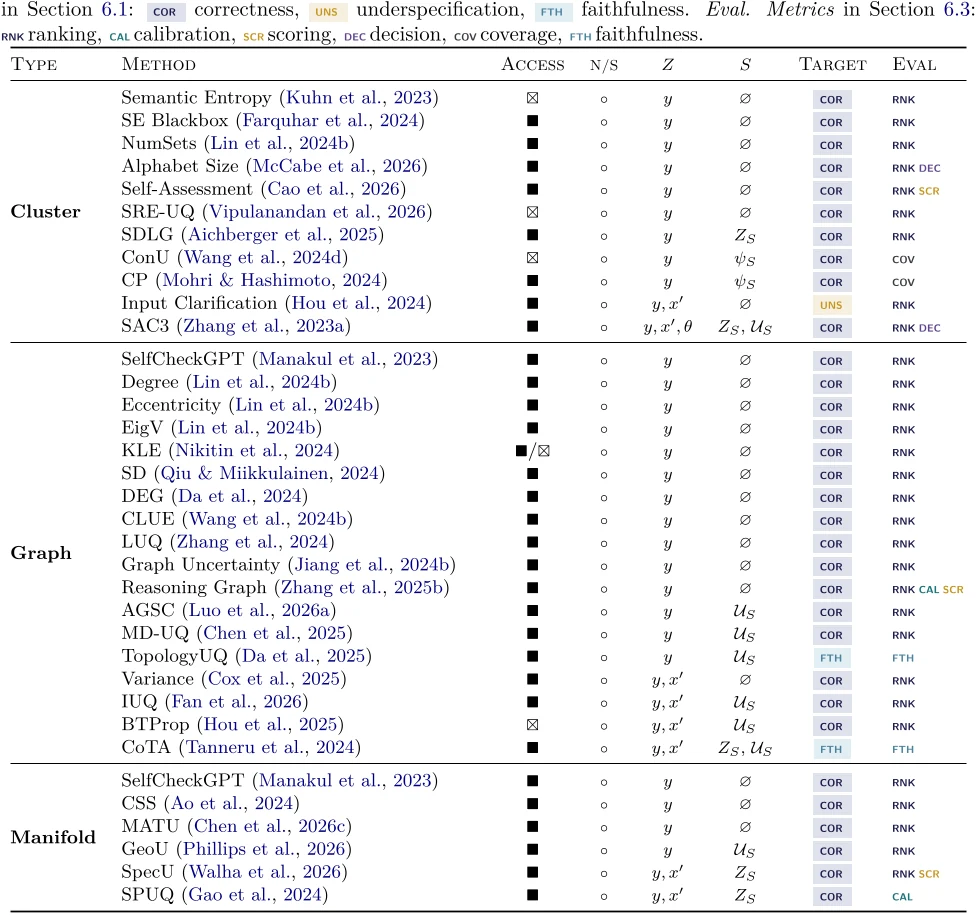 in Section 6.1: COR correctness, UNS underspecification, FTH faithfulness. Eval. Metrics in Section 6.3:
RNK ranking, CAL calibration, SCR scoring, DEC decision, COV coverage, FTH faithfulness.
TYPE METHOD ACCESS N/S Z S TARGET EVAL
Semantic Entropy (Kuhn et al., 2023) ⊠ ○ y ∅ COR RNK
SE Blackbox (Farquhar et al., 2024) ■ ○ y ∅ COR RNK
NumSets (Lin et al., 2024b) ■ ○ y ∅ COR RNK
Alphabet Size (McCabe et al., 2026) ■ ○ y ∅ COR RNK DEC
Self-Assessment (Cao et al., 2026) ■ ○ y ∅ COR RNK SCR
Cluster SRE-UQ (Vipulanandan et al., 2026) ⊠ ○ y ∅ COR RNK
SDLG (Aichberger et al., 2025) ■ ○ y Z_S COR RNK
ConU (Wang et al., 2024d) ⊠ ○ y ψ_S COR COV
CP (Mohri & Hashimoto, 2024) ■ ○ y ψ_S COR COV
Input Clarification (Hou et al., 2024) ■ ○ y, x′ ∅ UNS RNK
SAC3 (Zhang et al., 2023a) ■ ○ y, x′, θ Z_S, 𝒰_S COR RNK DEC
SelfCheckGPT (Manakul et al., 2023) ■ ○ y ∅ COR RNK
Degree (Lin et al., 2024b) ■ ○ y ∅ COR RNK
Eccentricity (Lin et al., 2024b) ■ ○ y ∅ COR RNK
EigV (Lin et al., 2024b) ■ ○ y ∅ COR RNK
KLE (Nikitin et al., 2024) ■/⊠ ○ y ∅ COR RNK
SD (Qiu & Miikkulainen, 2024) ■ ○ y ∅ COR RNK
DEG (Da et al., 2024) ■ ○ y ∅ COR RNK
CLUE (Wang et al., 2024b) ■ ○ y ∅ COR RNK
LUQ (Zhang et al., 2024) ■ ○ y ∅ COR RNK
Graph Graph Uncertainty (Jiang et al., 2024b) ■ ○ y ∅ COR RNK
Reasoning Graph (Zhang et al., 2025b) ■ ○ y ∅ COR RNK CAL SCR
AGSC (Luo et al., 2026a) ■ ○ y 𝒰_S COR RNK
MD-UQ (Chen et al., 2025) ■ ○ y 𝒰_S COR RNK
TopologyUQ (Da et al., 2025) ■ ○ y 𝒰_S FTH FTH
Variance (Cox et al., 2025) ■ ○ y, x′ ∅ COR RNK
IUQ (Fan et al., 2026) ■ ○ y, x′ 𝒰_S COR RNK
BTProp (Hou et al., 2025) ⊠ ○ y, x′ 𝒰_S COR RNK
CoTA (Tanneru et al., 2024) ■ ○ y, x′ Z_S, 𝒰_S FTH FTH
SelfCheckGPT (Manakul et al., 2023) ■ ○ y ∅ COR RNK
CSS (Ao et al., 2024) ■ ○ y ∅ COR RNK
Manifold MATU (Chen et al., 2026c) ■ ○ y ∅ COR RNK
GeoU (Phillips et al., 2026) ■ ○ y 𝒰_S COR RNK
SpecU (Walha et al., 2026) ■ ○ y, x′ Z_S COR RNK SCR
SPUQ (Gao et al., 2024) ■ ○ y, x′ Z_S COR CAL